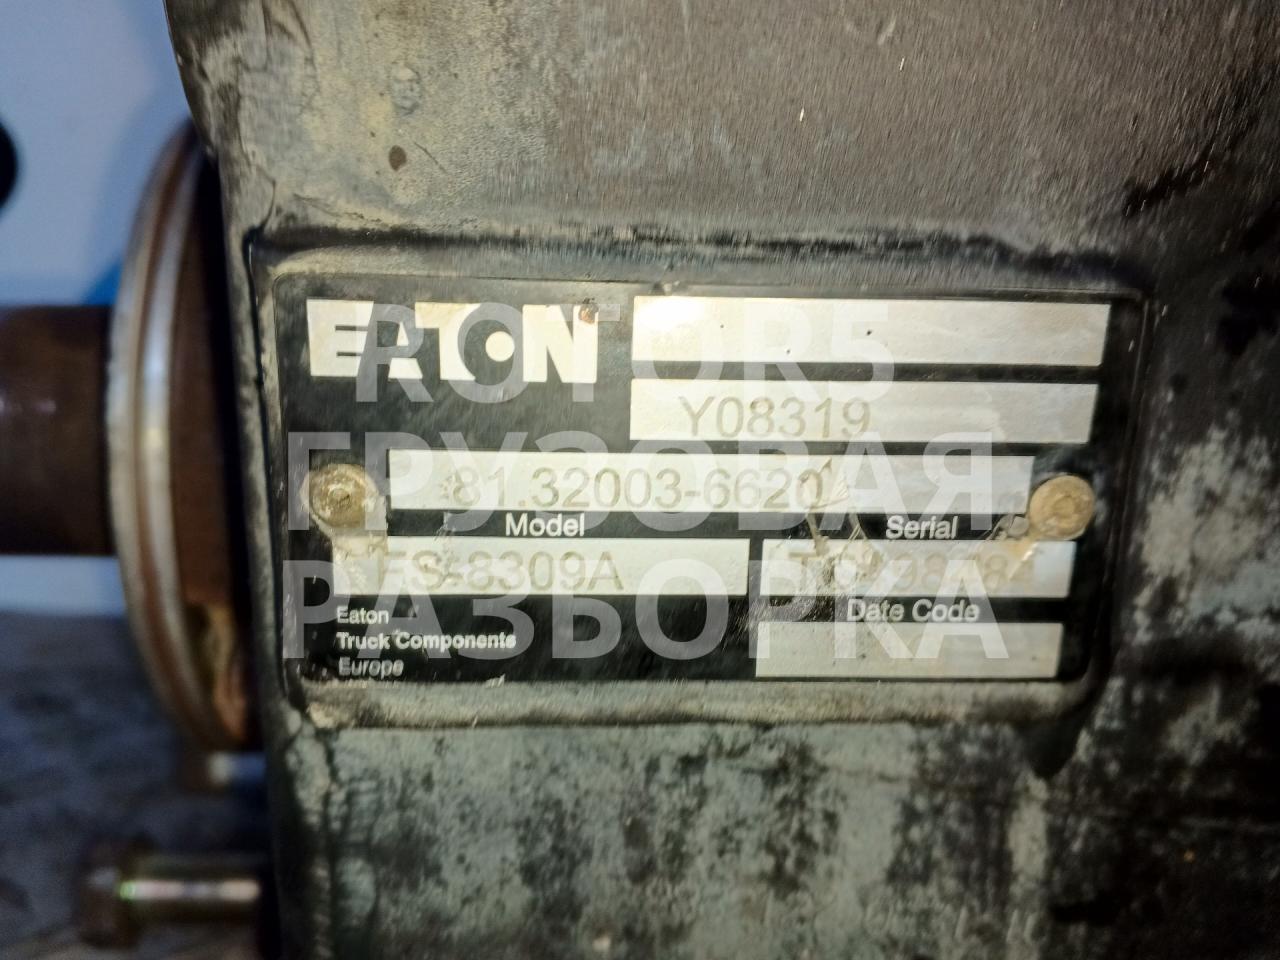 EATON
Y08319
81.32003-6620
Model
Serial
FS-8309A
Date Code
Eaton
Truck Components
Europe
ROTOR5
ГРУЗОВАЯ
РАЗБОРКА